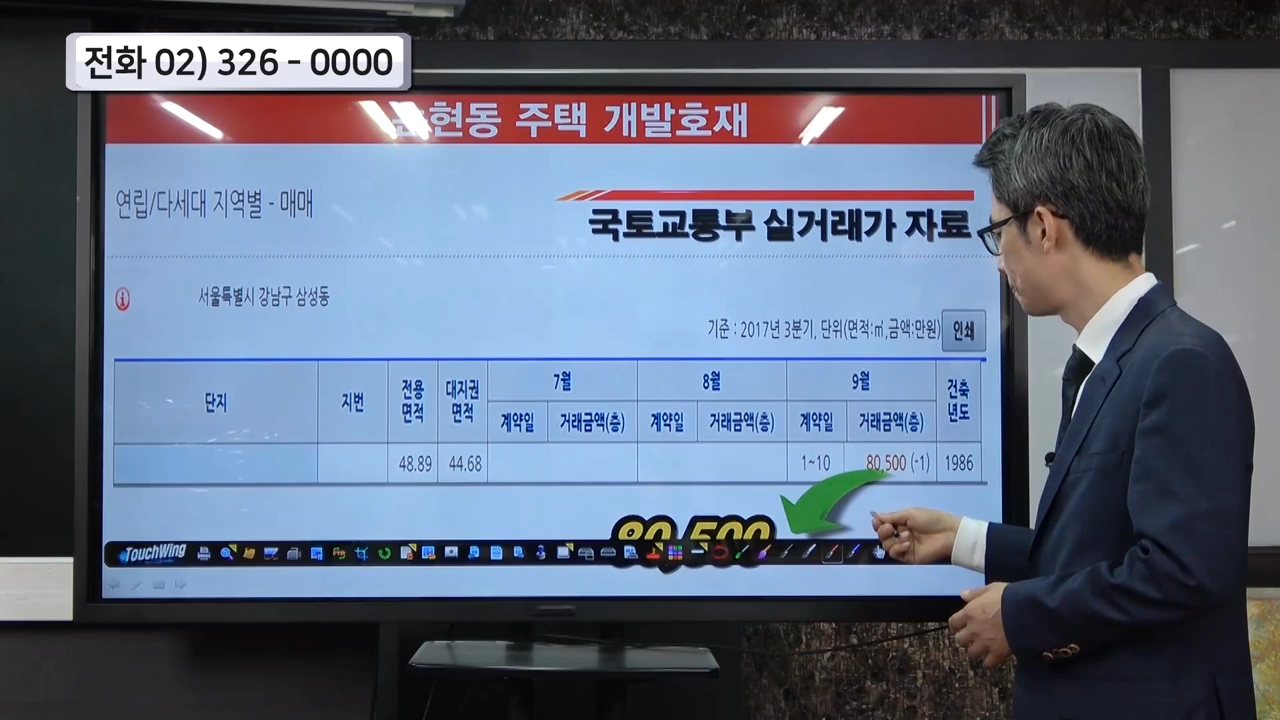 전화 02) 326 - 0000
현동 주택 개발호재
연립/다세대 지역별 - 매매
국토교통부 실거래가 자료
서울특별시 강남구 삼성동
기준 : 2017년 3분기, 단위(면적:㎡,금액:만원)
인쇄
단지 지번 전용면적 대지권면적 7월 8월 9월 건축년도
계약일 거래금액(층) 계약일 거래금액(층) 계약일 거래금액(층)
48.89 44.68 1~10 80,500 (-1) 1986
80,500
TouchWing